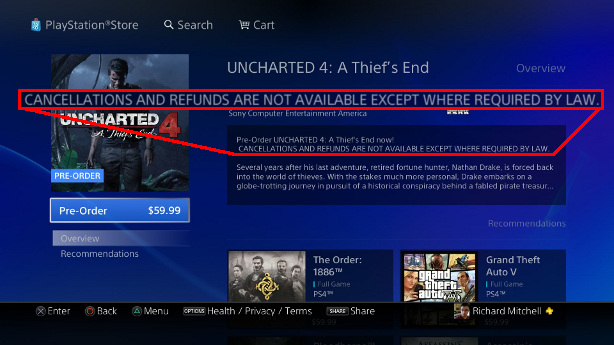 PlayStation®Store
Search
Cart
UNCHARTED 4: A Thief's End
Overview
CANCELLATIONS AND REFUNDS ARE NOT AVAILABLE EXCEPT WHERE REQUIRED BY LAW.
Sony Computer Entertainment America
UNCHARTED 4
A Thief's End
PRE-ORDER
Pre-Order UNCHARTED 4: A Thief's End now!
CANCELLATIONS AND REFUNDS ARE NOT AVAILABLE EXCEPT WHERE REQUIRED BY LAW.
Several years after his last adventure, retired fortune hunter, Nathan Drake, is forced back
into the world of thieves. With the stakes much more personal, Drake embarks on a
globe-trotting journey in pursuit of a historical conspiracy behind a fabled pirate treasur...
Pre-Order $59.99
Overview
Recommendations
Recommendations
The Order:
1886™
Full Game
PS4™
grand
theft
auto
Grand Theft
Auto V
Full Game
PS4™
Enter
Back
Menu
OPTIONS Health / Privacy / Terms
SHARE Share
Richard Mitchell